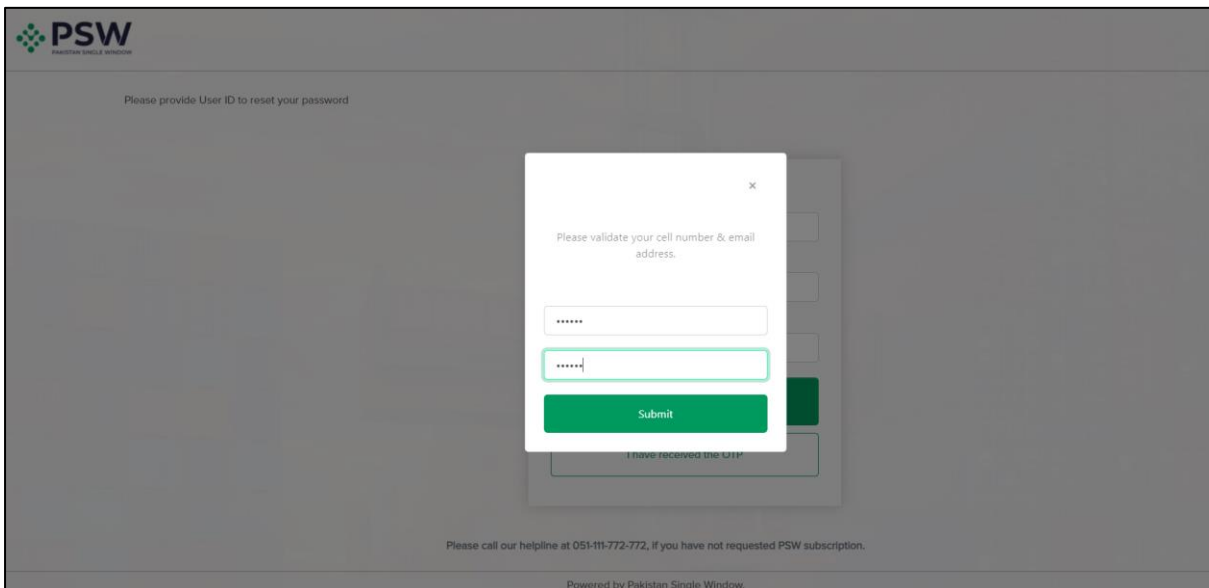 PSW
PAKISTAN SINGLE WINDOW
Please provide User ID to reset your password
×
Please validate your cell number & email
address.
••••••
••••••
Submit
I have received the OTP
Please call our helpline at 051-111-772-772, if you have not requested PSW subscription.
Powered by Pakistan Single Window.